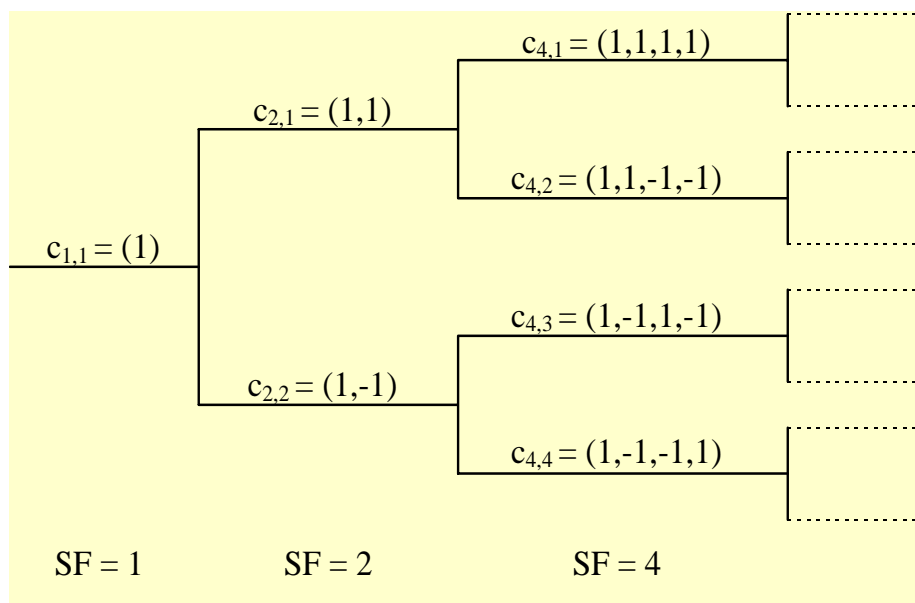 c4,1 = (1,1,1,1)
c2,1 = (1,1)
c4,2 = (1,1,-1,-1)
c1,1 = (1)
c4,3 = (1,-1,1,-1)
c2,2 = (1,-1)
c4,4 = (1,-1,-1,1)
SF = 1 SF = 2 SF = 4